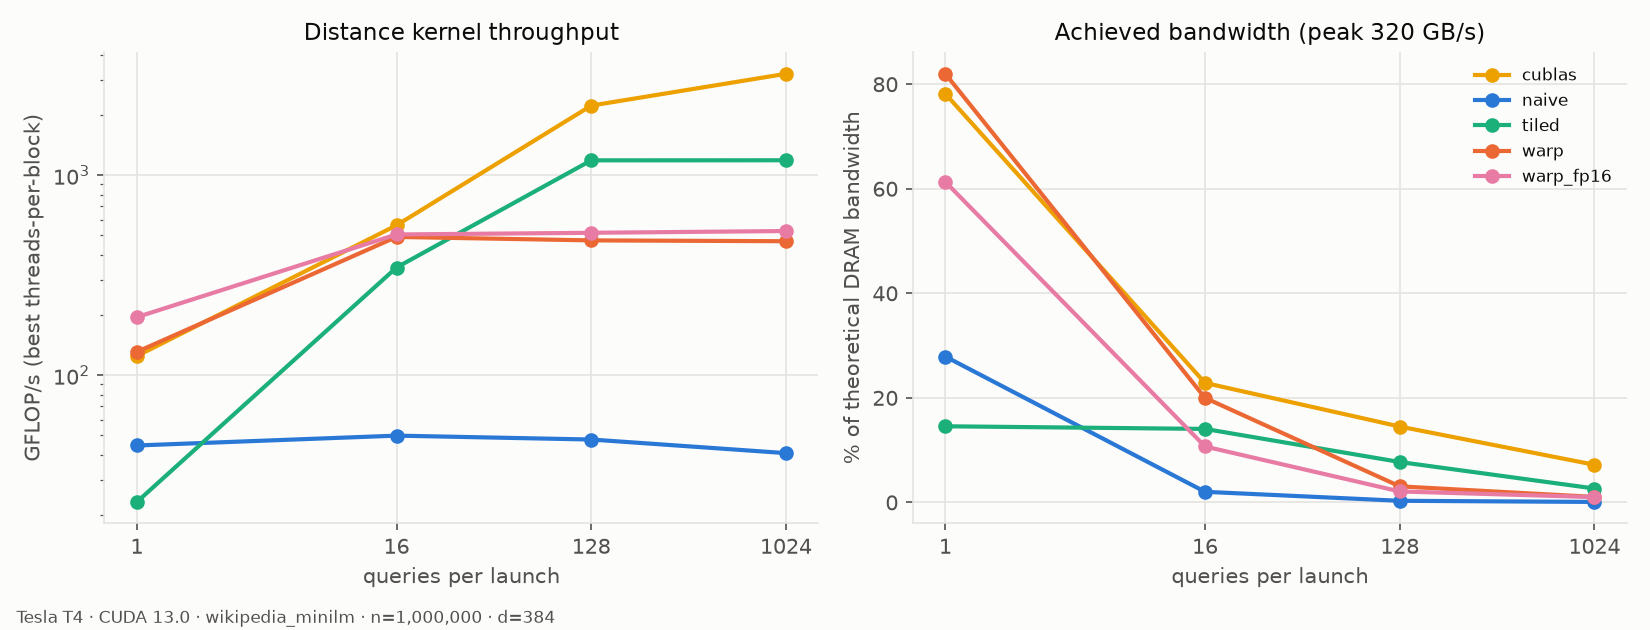 Distance kernel throughput
GFLOP/s (best threads-per-block)
10³
10²
1
16
128
1024
queries per launch
Achieved bandwidth (peak 320 GB/s)
% of theoretical DRAM bandwidth
80
60
40
20
0
1
16
128
1024
queries per launch
cublas
naive
tiled
warp
warp_fp16
Tesla T4 · CUDA 13.0 · wikipedia_minilm · n=1,000,000 · d=384